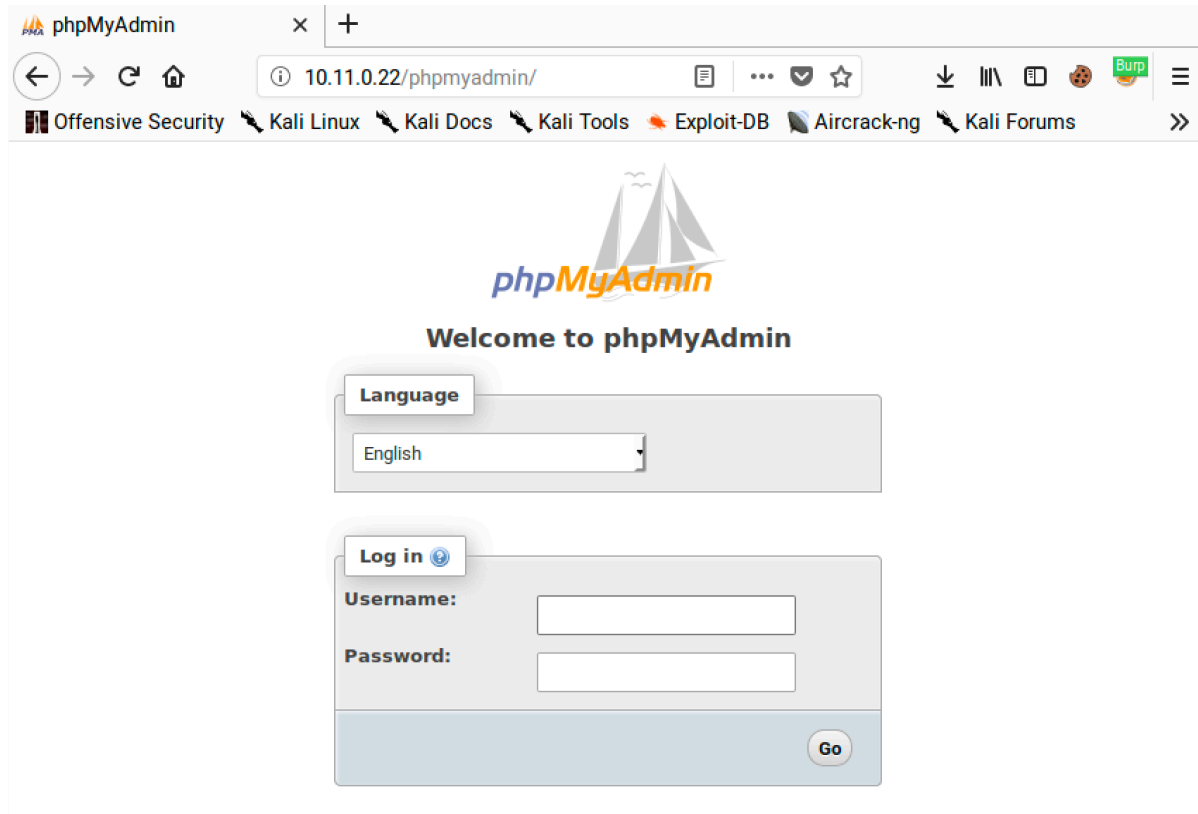 phpMyAdmin
10.11.0.22/phpmyadmin/
Burp
Offensive Security Kali Linux Kali Docs Kali Tools Exploit-DB Aircrack-ng Kali Forums
phpMyAdmin
Welcome to phpMyAdmin
Language
English
Log in
Username:
Password:
Go